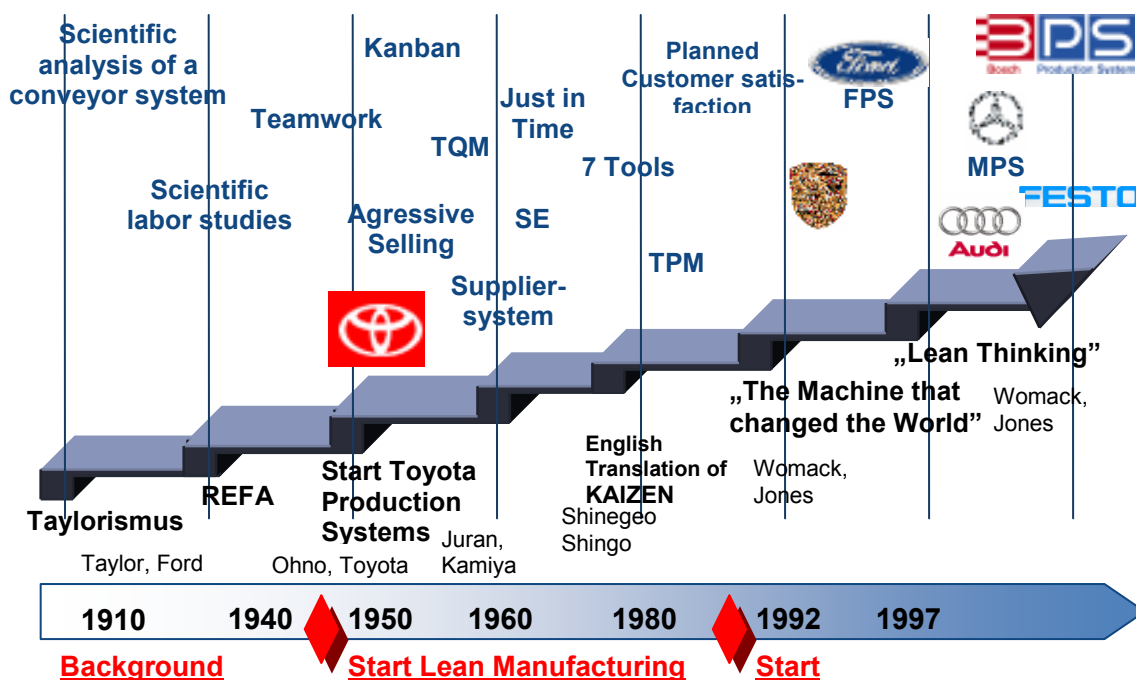 Scientific
analysis of a
conveyor system
Kanban
Teamwork
TQM
Just in
Time
Planned
Customer satis-
faction
7 Tools
Ford
FPS
BPS
Bosch Production System
MPS
FESTO
Audi
Scientific
labor studies
Agressive
Selling
SE
TPM
Supplier-
system
„Lean Thinking”
Womack,
Jones
„The Machine that
changed the World”
Womack,
Jones
English
Translation of
KAIZEN
Shinegeo
Shingo
Start Toyota
Production
Systems
Juran,
Kamiya
Ohno, Toyota
REFA
Taylorismus
Taylor, Ford
1910 1940 1950 1960 1980 1992 1997
Background Start Lean Manufacturing Start